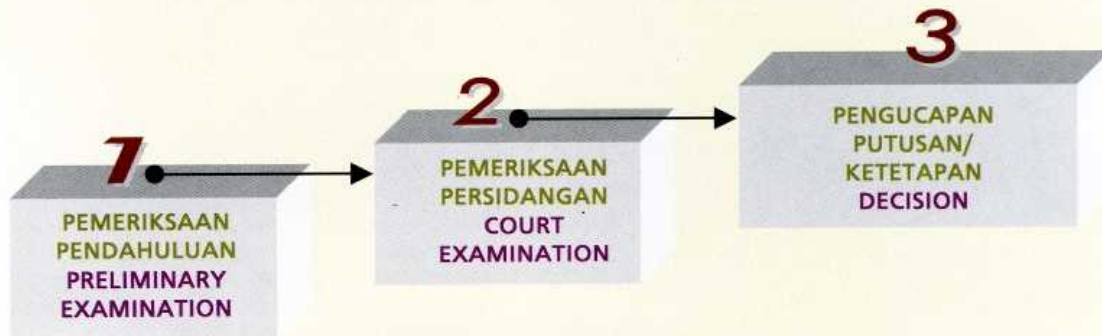 1
PEMERIKSAAN
PENDAHULUAN
PRELIMINARY
EXAMINATION
2
PEMERIKSAAN
PERSIDANGAN
COURT
EXAMINATION
3
PENGUCAPAN
PUTUSAN/
KETETAPAN
DECISION